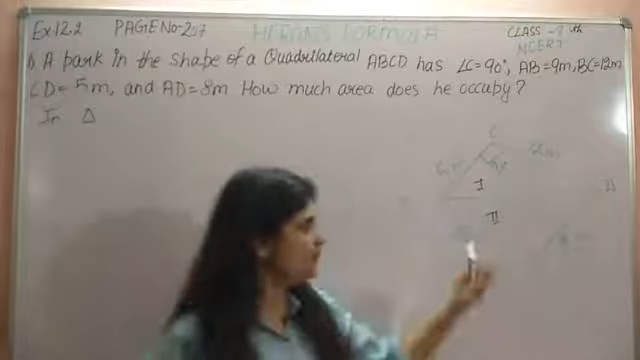 Ex.12.2 PAGE No-207 HERONS FORMULA CLASS -9th
NCERT
1) A park in the shape of a Quadrilateral ABCD has ∠C=90°, AB=9m, BC=12m
CD=5m, and AD=8m How much area does he occupy?
In Δ
C
I
II